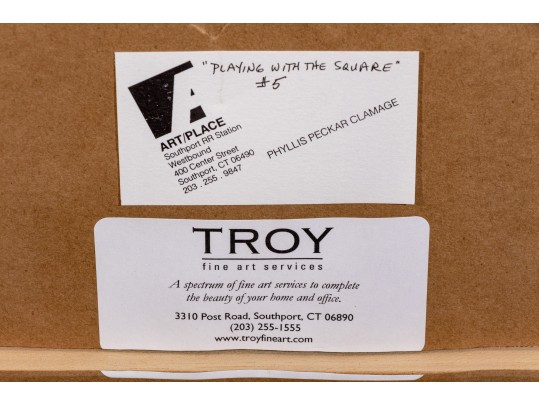 "PLAYING WITH THE SQUARE"
#5
ART/PLACE
Southport RR Station
Westbound
400 Center Street
Southport, CT 06490
203 . 255 . 9847
PHYLLIS PECKAR CLAMAGE
TROY
fine art services
A spectrum of fine art services to complete
the beauty of your home and office.
3310 Post Road, Southport, CT 06890
(203) 255-1555
www.troyfineart.com